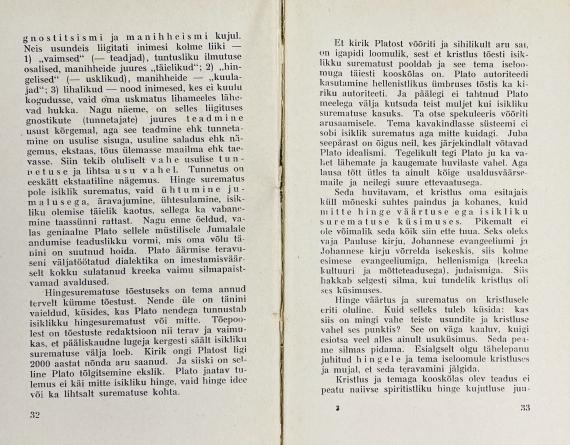 gnostitsismi ja manihheismi kujul.
Neis usundeis liigitati inimesi kolme liiki —
1) „vaimsed" (— teadjad), tuntusliku ilmutuse
osalised, manihheide juures „täielikud"; 2) „hin-
gelised" (— usklikud), manihheide — „kuula-
jad"; 3) lihalikud — nood inimesed, kes ei kuulu
kogudusse, vaid oma uskmatus lihameeles lähe-
vad hukka. Nagu näeme, on selles liigituses
gnostikute (tunnetajate) juures teadmine
usust kõrgemal, aga see teadmine ehk tunneta-
mine on usulise sisuga, usuline saladus ehk nä-
gemus, ekstaas, tõus ülemasse maailma ehk tae-
vasse. Siin tekib oluliselt vahe usulise tun-
netuse ja lihtsa usu vahel. Tunnetus on
eeskätt ekstaatiline nägemus. Hinge surematus
pole isiklik surematus, vaid ühtumine ju-
malusega, äravajumine, ühtesulamine, isik-
liku olemise täielik kaotus, sellega ka vabane-
mine taassünni rattast. Nagu enne öeldud, va-
las geniaalne Plato sellele müstilisele Jumalale
andumise teaduslikku vormi, mis oma võlu tä-
nini on suutnud hoida. Plato äärmise teravu-
seni väljatöötatud dialektika on imestamisväär-
selt kokku sulatanud kreeka vaimu silmapaist-
vamad avaldused.
Hingesurematuse tõestuseks on tema annud
tervelt kümme tõestust. Nende üle on tänini
vaieldud, küsides, kas Plato nendega tunnustab
isiklikku hingesurematust või mitte. Tõepoo-
lest on tõestuste redaktsioon nii terav ja vaimu-
kas, et pääliskaudne lugeja kergesti säält isikliku
surematuse välja loeb. Kirik ongi Platost ligi
2000 aastat nõnda aru saanud. Ja siiski on sel-
line Plato tõlgitsemine ekslik. Plato jaatav tu-
lemus ei käi mitte isikliku hinge, vaid hinge idee
või ka lihtsalt surematuse kohta.
32
Et kirik Platost vööriti ja sihilikult aru sai,
on igapidi loomulik, sest et kristlus tõesti isik-
likku surematust pooldab ja see tema iseloo-
muga täiesti kooskõlas on. Plato autoriteedi
kasutamine hellenistlikus ümbruses tõstis ka ki-
riku autoriteeti. Ja päälegi ei tahtnud Plato
meelega välja kutsuda teist muljet kui isikliku
surematuse kasuks. Ta otse spekuleeris vööriti
arusaamisele. Tema kavakindlasse süsteemi ei
sobi isiklik surematus aga mitte kuidagi. Juba
seepärast on õigus neil, kes järjekindlalt võtavad
Plato idealismi. Tegelikult tegi Plato ju ka va-
het lähemate ja kaugemate huvilaste vahel. Aga
lausa tõtt ütles ta ainult kõige usaldusväärse-
maile ja neilegi suure ettevaatusega.
Seda huvitavam, et kristlus oma esitajais
küll mõneski suhtes paindus ja kohanes, kuid
mitte hinge väärtuse ega isikliku
surematuse küsimuses. Pikemalt ei
ole võimalik seda kõik siin ette tuua. Seks oleks
vaja Pauluse kirju, Johannese evangeeliumi ja
Johannese kirju võrrelda isekeskis, siis kolme
esimese evangeeliumiga, hellenismiga (kreeka
kultuuri ja mõtteteadusega), judaismiga. Siis
hakkab selgesti silma, kui tundelik kristlus oli
ses küsimuses.
Hinge väärtus ja surematus on kristlusele
eriti oluline. Kuid selleks tuleb küsida: kas
siis on mingi vahe teiste usundite ja kristluse
vahel ses punktis? See on väga kaaluv, kuigi
esiotsa veel alles ainult usuküsimus. Seda pea-
me silmas pidama. Esialgselt olgu tähelepanu
juhitud hingele ja tema iseloomule kristluses
ja mujal, et seda teravamini jälgida.
Kristlus ja temaga kooskõlas olev teadus ei
peatu naiivse spiritistliku hinge kujutluse juu-
3
33